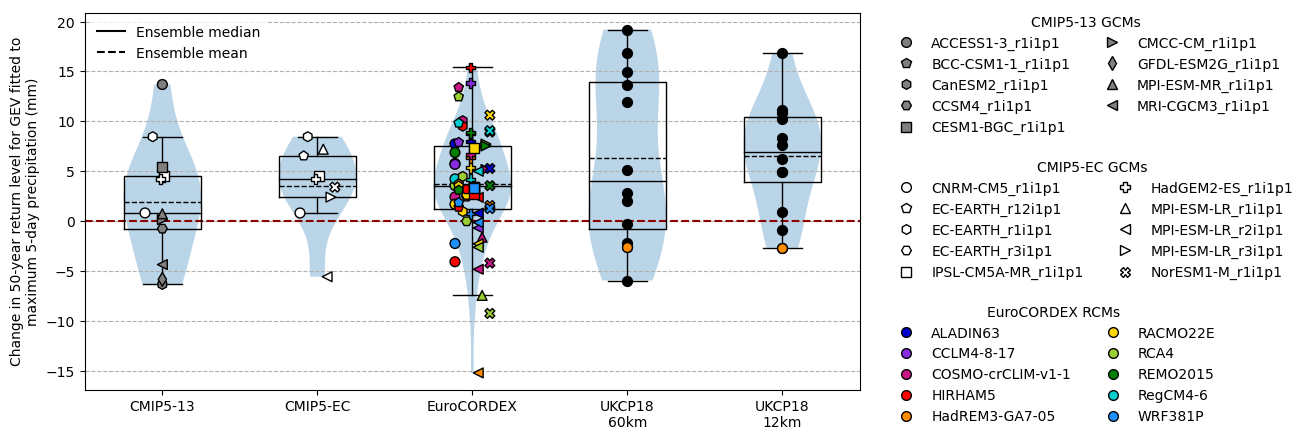 Change in 50-year return level for GEV fitted to
maximum 5-day precipitation (mm)
20
15
10
5
0
−5
−10
−15
Ensemble median
Ensemble mean
CMIP5-13
CMIP5-EC
EuroCORDEX
UKCP18
60km
UKCP18
12km
CMIP5-13 GCMs
ACCESS1-3_r1i1p1
BCC-CSM1-1_r1i1p1
CanESM2_r1i1p1
CCSM4_r1i1p1
CESM1-BGC_r1i1p1
CMCC-CM_r1i1p1
GFDL-ESM2G_r1i1p1
MPI-ESM-MR_r1i1p1
MRI-CGCM3_r1i1p1
CMIP5-EC GCMs
CNRM-CM5_r1i1p1
EC-EARTH_r12i1p1
EC-EARTH_r1i1p1
EC-EARTH_r3i1p1
IPSL-CM5A-MR_r1i1p1
HadGEM2-ES_r1i1p1
MPI-ESM-LR_r1i1p1
MPI-ESM-LR_r2i1p1
MPI-ESM-LR_r3i1p1
NorESM1-M_r1i1p1
EuroCORDEX RCMs
ALADIN63
CCLM4-8-17
COSMO-crCLIM-v1-1
HIRHAM5
HadREM3-GA7-05
RACMO22E
RCA4
REMO2015
RegCM4-6
WRF381P